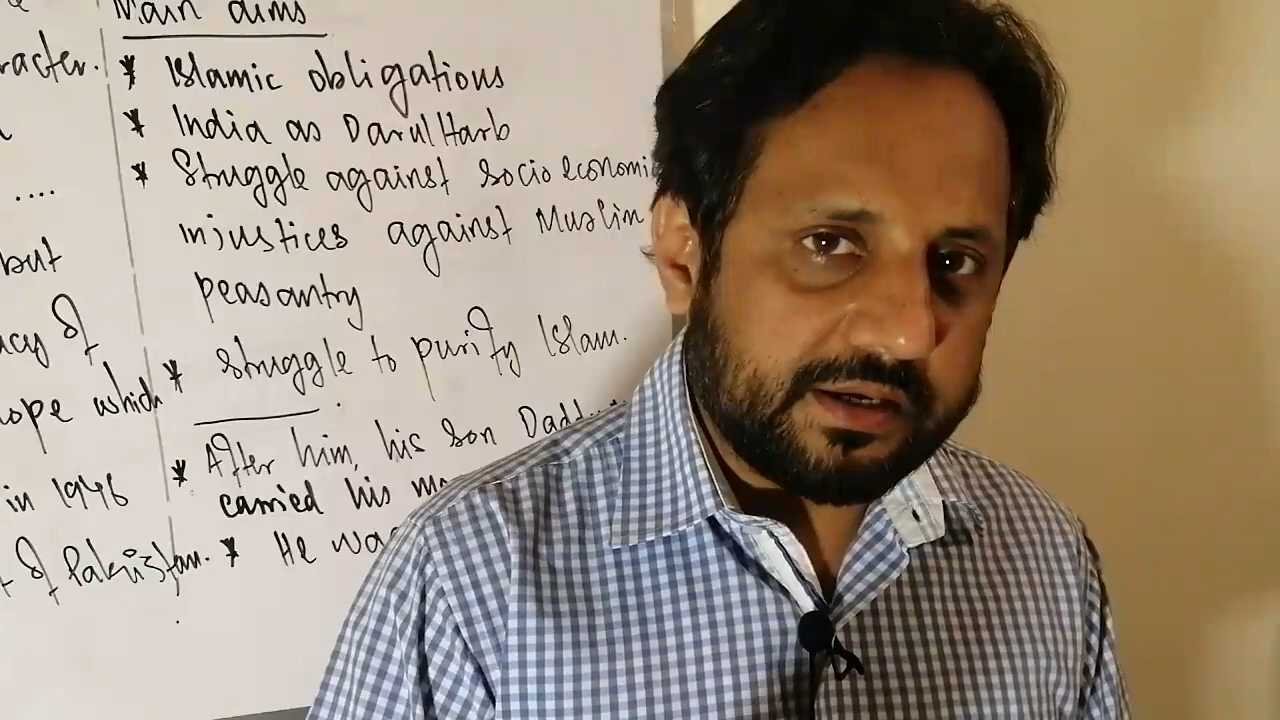 Main aims
* Islamic obligations
* India as Darul Harb
* Struggle against socio economi
injustices against Muslim
peasantry
* struggle to purify Islam.
* After him, his son
carried his
* He was
racter.
....
but
acy of
ope which
in 1946
of Pakistan.